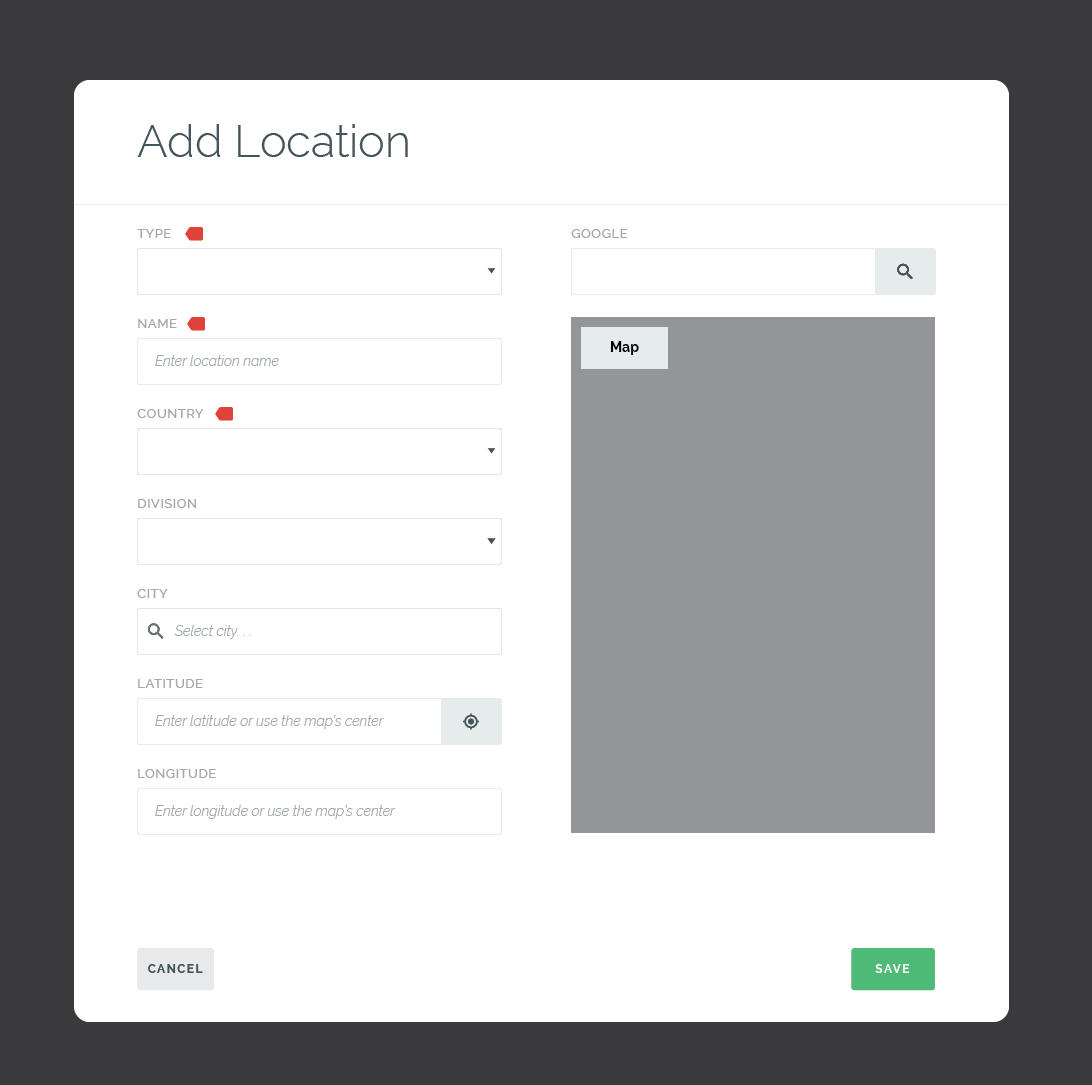 Add Location
TYPE
NAME
Enter location name
COUNTRY
DIVISION
CITY
Select city. . .
LATITUDE
Enter latitude or use the map's center
LONGITUDE
Enter longitude or use the map's center
GOOGLE
Map
CANCEL
SAVE